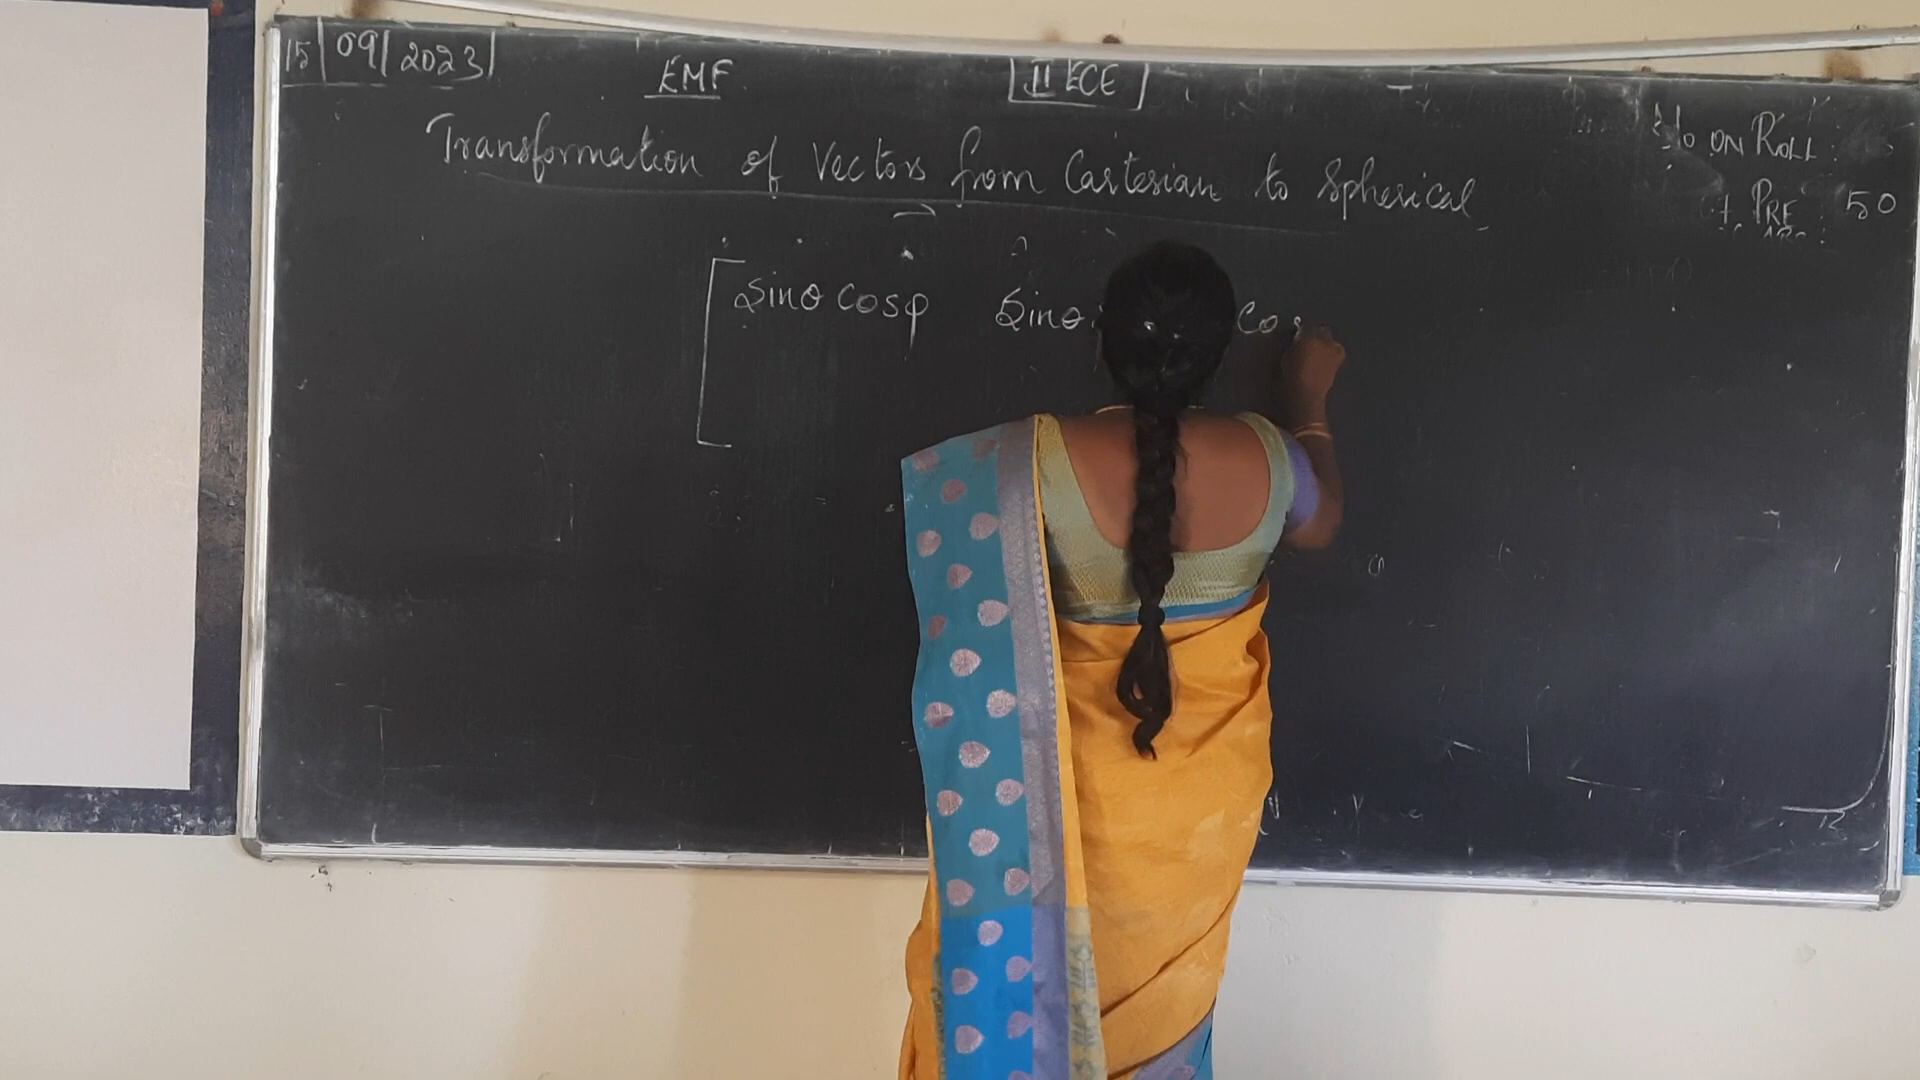 15/09/2023
EMF
II ECE
Transformation of Vectors from Cartesian to Spherical
ON ROLL :
PRE : 50
Sinθ cosφ Sinθ cos